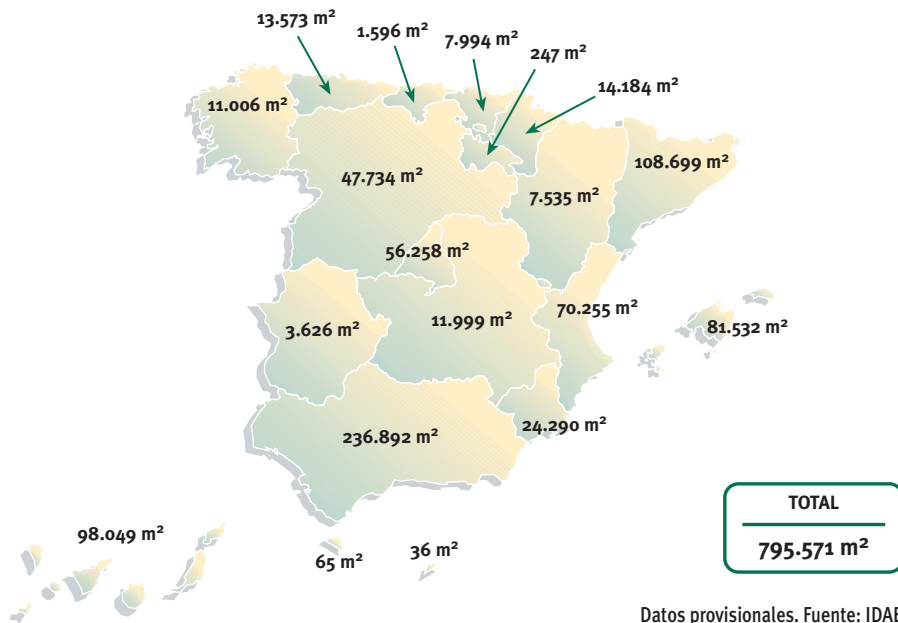 13.573 m²
1.596 m²
7.994 m²
247 m²
14.184 m²
11.006 m²
108.699 m²
47.734 m²
7.535 m²
56.258 m²
70.255 m²
81.532 m²
3.626 m²
11.999 m²
24.290 m²
236.892 m²
98.049 m²
65 m²
36 m²
TOTAL
795.571 m²
Datos provisionales. Fuente: IDAE